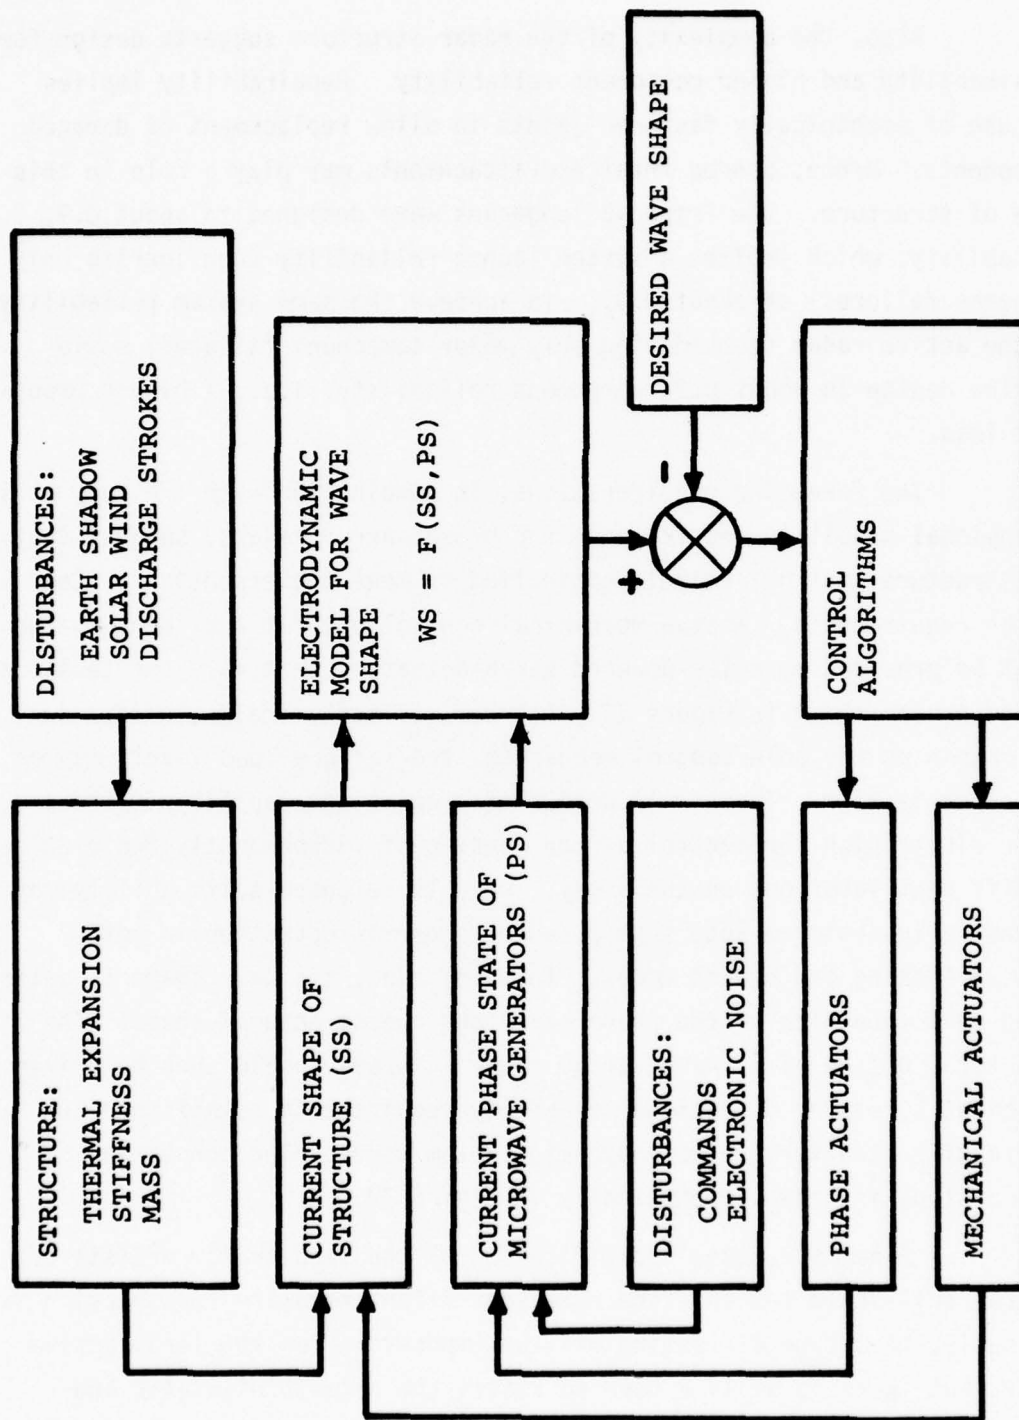 STRUCTURE:
THERMAL EXPANSION
STIFFNESS
MASS
DISTURBANCES:
EARTH SHADOW
SOLAR WIND
DISCHARGE STROKES
CURRENT SHAPE OF
STRUCTURE (SS)
ELECTRODYNAMIC
MODEL FOR WAVE
SHAPE
WS = F(SS,PS)
CURRENT PHASE STATE OF
MICROWAVE GENERATORS (PS)
DISTURBANCES:
COMMANDS
ELECTRONIC NOISE
+
-
DESIRED WAVE SHAPE
PHASE ACTUATORS
MECHANICAL ACTUATORS
CONTROL
ALGORITHMS